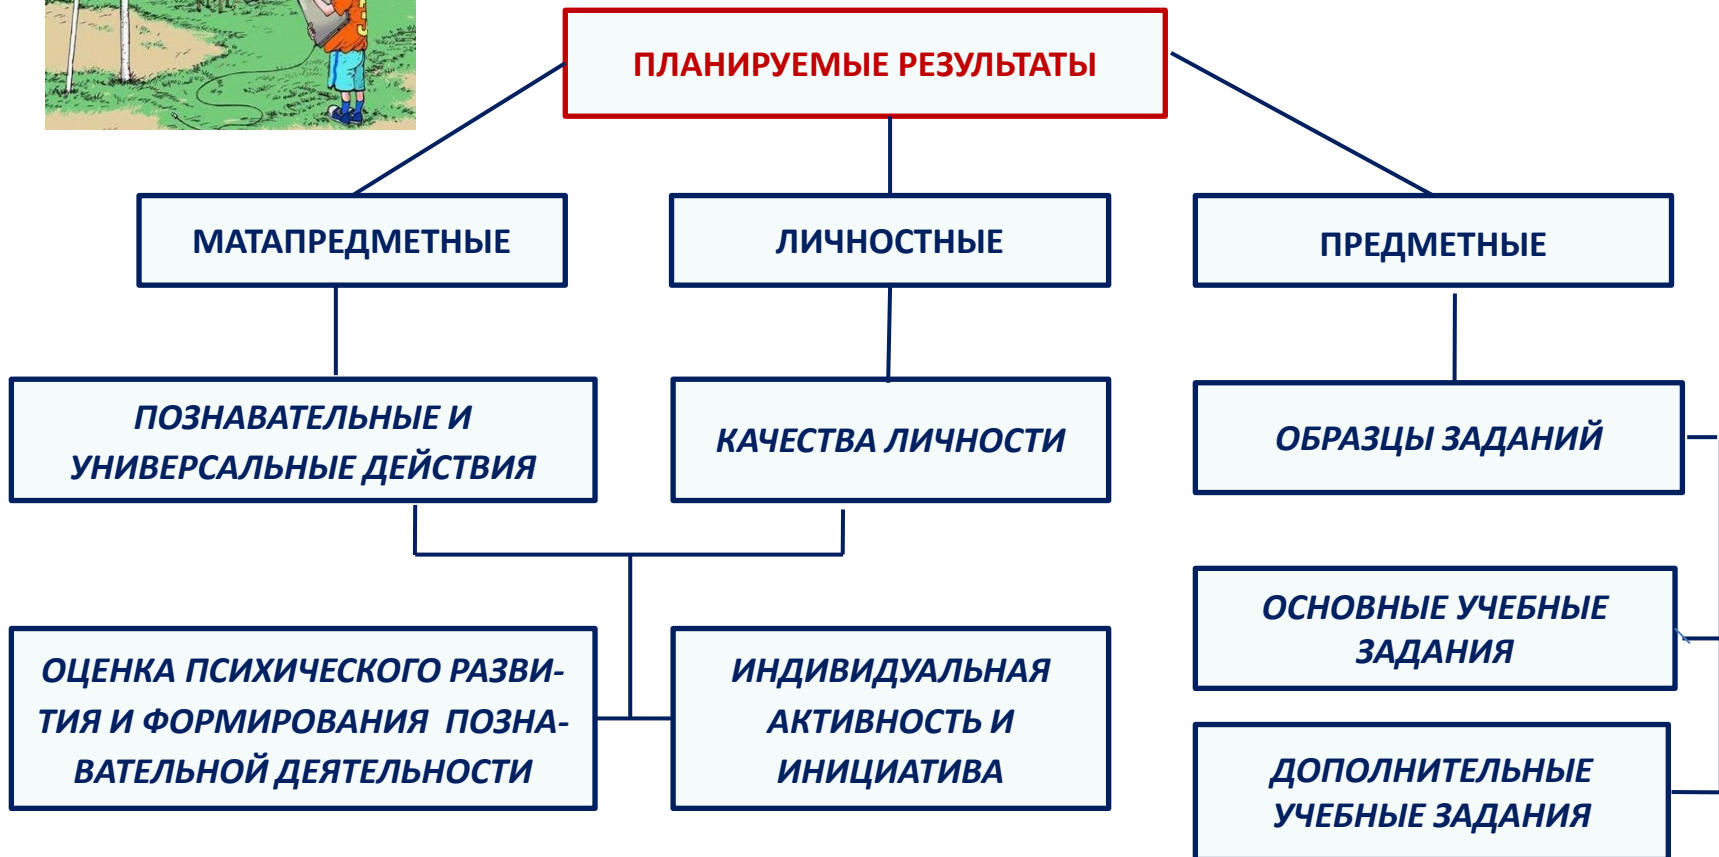 ПЛАНИРУЕМЫЕ РЕЗУЛЬТАТЫ
МАТАПРЕДМЕТНЫЕ
ЛИЧНОСТНЫЕ
ПРЕДМЕТНЫЕ
ПОЗНАВАТЕЛЬНЫЕ И
УНИВЕРСАЛЬНЫЕ ДЕЙСТВИЯ
КАЧЕСТВА ЛИЧНОСТИ
ОБРАЗЦЫ ЗАДАНИЙ
ОСНОВНЫЕ УЧЕБНЫЕ
ЗАДАНИЯ
ОЦЕНКА ПСИХИЧЕСКОГО РАЗВИ-
ТИЯ И ФОРМИРОВАНИЯ ПОЗНА-
ВАТЕЛЬНОЙ ДЕЯТЕЛЬНОСТИ
ИНДИВИДУАЛЬНАЯ
АКТИВНОСТЬ И
ИНИЦИАТИВА
ДОПОЛНИТЕЛЬНЫЕ
УЧЕБНЫЕ ЗАДАНИЯ